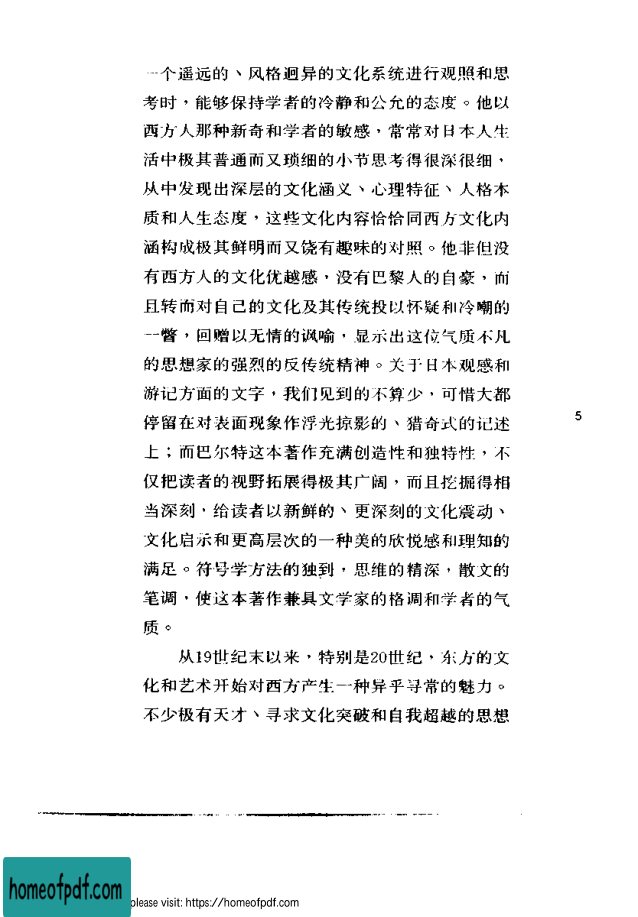 一个遥远的、风格迥异的文化系统进行观照和思
考时，能够保持学者的冷静和公允的态度。他以
西方人那种新奇和学者的敏感，常常对日本人生
活中极其普通而又琐细的小节思考得很深很细，
从中发现出深层的文化涵义、心理特征、人格本
质和人生态度，这些文化内容恰恰同西方文化内
涵构成极其鲜明而又饶有趣味的对照。他非但没
有西方人的文化优越感，没有巴黎人的自豪，而
且转而对自己的文化及其传统投以怀疑和冷嘲的
一瞥，回赠以无情的讽喻，显示出这位气质不凡
的思想家的强烈的反传统精神。关于日本观感和
游记方面的文字，我们见到的不算少，可惜大都
停留在对表面现象作浮光掠影的、猎奇式的记述
上；而巴尔特这本著作充满创造性和独特性，不
仅把读者的视野拓展得极其广阔，而且挖掘得相
当深刻，给读者以新鲜的、更深刻的文化震动、
文化启示和更高层次的一种美的欣悦感和理知的
满足。符号学方法的独到，思维的精深，散文的
笔调，使这本著作兼具文学家的格调和学者的气
质。
从19世纪末以来，特别是20世纪，东方的文
化和艺术开始对西方产生一种异乎寻常的魅力。
不少极有天才、寻求文化突破和自我超越的思想
5
homeofpdf.com
please visit: https://homeofpdf.com